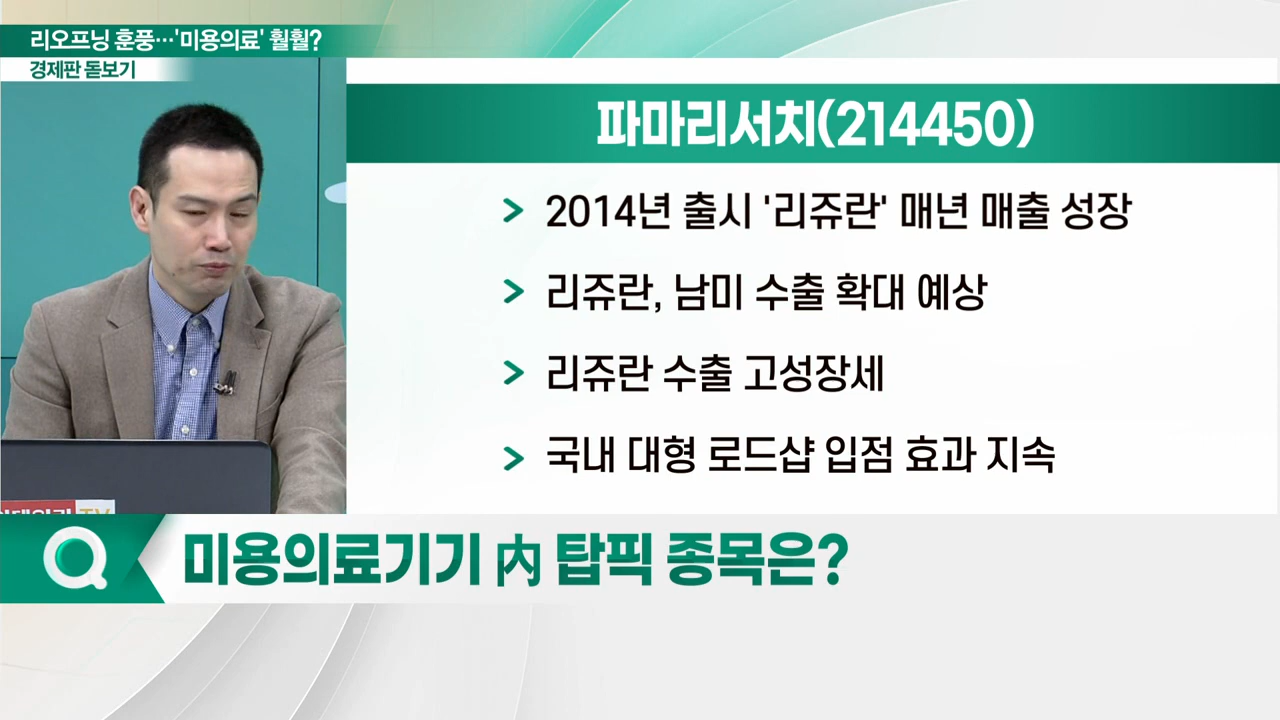 리오프닝 훈풍…'미용의료' 훨훨?
경제판 돋보기
파마리서치(214450)
> 2014년 출시 '리쥬란' 매년 매출 성장
> 리쥬란, 남미 수출 확대 예상
> 리쥬란 수출 고성장세
> 국내 대형 로드샵 입점 효과 지속
Q 미용의료기기 內 탑픽 종목은?